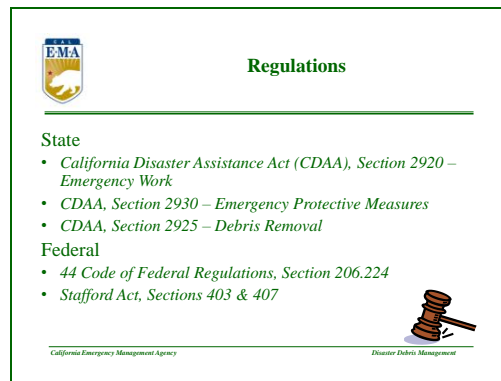 CAL
EMA
Regulations
State
• California Disaster Assistance Act (CDAA), Section 2920 –
Emergency Work
• CDAA, Section 2930 – Emergency Protective Measures
• CDAA, Section 2925 – Debris Removal
Federal
• 44 Code of Federal Regulations, Section 206.224
• Stafford Act, Sections 403 & 407
California Emergency Management Agency Disaster Debris Management